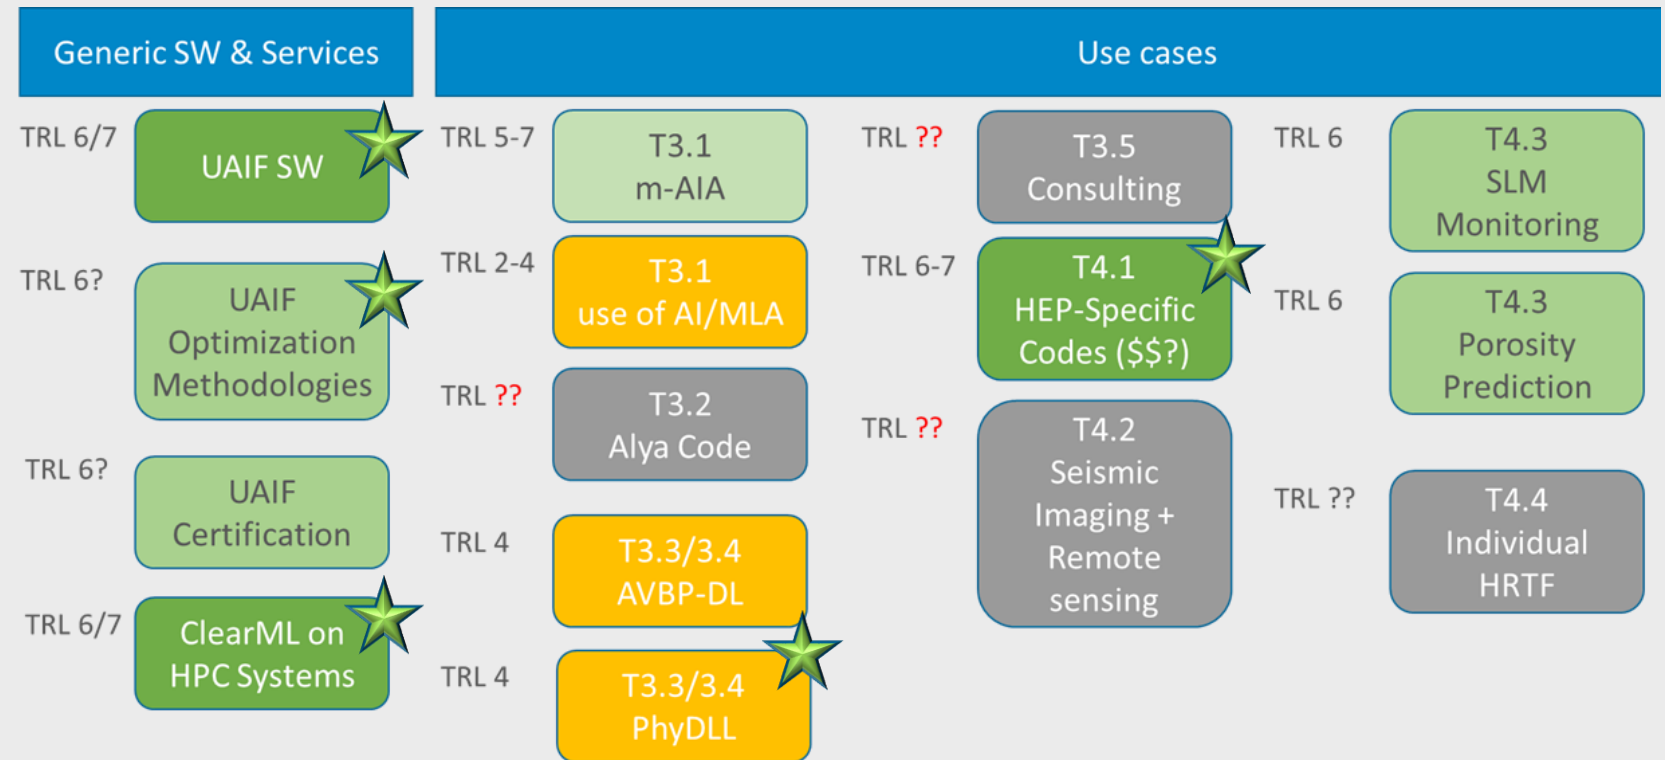 Generic SW & Services
Use cases
TRL 6/7
UAIF SW
TRL 6?
UAIF
Optimization
Methodologies
TRL 6?
UAIF
Certification
TRL 6/7
ClearML on
HPC Systems
TRL 5-7
T3.1
m-AIA
TRL 2-4
T3.1
use of AI/MLA
TRL ??
T3.2
Alya Code
TRL 4
T3.3/3.4
AVBP-DL
TRL 4
T3.3/3.4
PhyDLL
TRL ??
T3.5
Consulting
TRL 6-7
T4.1
HEP-Specific
Codes ($$?)
TRL ??
T4.2
Seismic
Imaging +
Remote
sensing
TRL 6
T4.3
SLM
Monitoring
TRL 6
T4.3
Porosity
Prediction
TRL ??
T4.4
Individual
HRTF